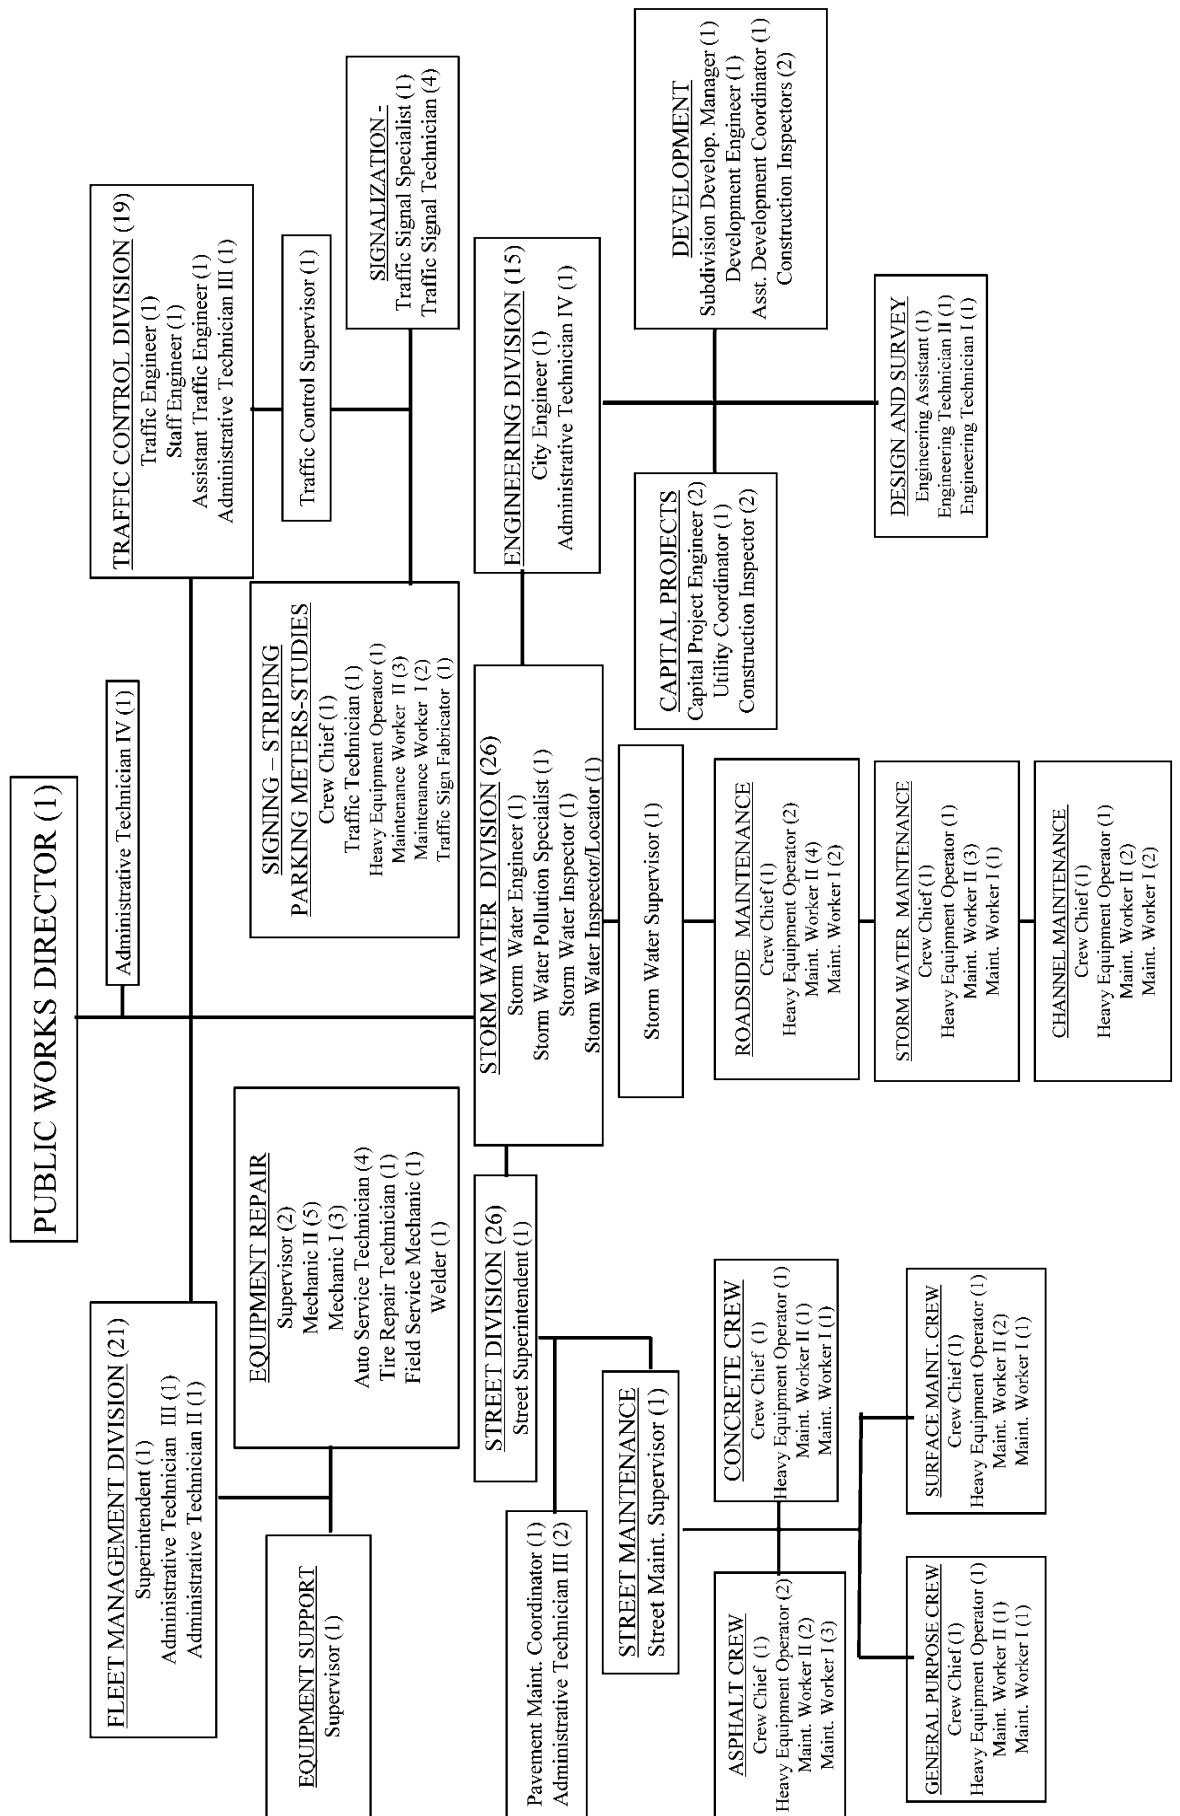 PUBLIC WORKS DIRECTOR (1)
Administrative Technician IV (1)
FLEET MANAGEMENT DIVISION (21)
Superintendent (1)
Administrative Technician III (1)
Administrative Technician II (1)
EQUIPMENT SUPPORT
Supervisor (1)
EQUIPMENT REPAIR
Supervisor (2)
Mechanic II (5)
Mechanic I (3)
Auto Service Technician (4)
Tire Repair Technician (1)
Field Service Mechanic (1)
Welder (1)
TRAFFIC CONTROL DIVISION (19)
Traffic Engineer (1)
Staff Engineer (1)
Assistant Traffic Engineer (1)
Administrative Technician III (1)
Traffic Control Supervisor (1)
SIGNING – STRIPING
PARKING METERS-STUDIES
Crew Chief (1)
Traffic Technician (1)
Heavy Equipment Operator (1)
Maintenance Worker II (3)
Maintenance Worker I (2)
Traffic Sign Fabricator (1)
SIGNALIZATION -
Traffic Signal Specialist (1)
Traffic Signal Technician (4)
STREET DIVISION (26)
Street Superintendent (1)
Pavement Maint. Coordinator (1)
Administrative Technician III (2)
STREET MAINTENANCE
Street Maint. Supervisor (1)
ASPHALT CREW
Crew Chief (1)
Heavy Equipment Operator (2)
Maint. Worker II (2)
Maint. Worker I (3)
CONCRETE CREW
Crew Chief (1)
Heavy Equipment Operator (1)
Maint. Worker II (1)
Maint. Worker I (1)
GENERAL PURPOSE CREW
Crew Chief (1)
Heavy Equipment Operator (1)
Maint. Worker II (1)
Maint. Worker I (1)
SURFACE MAINT. CREW
Crew Chief (1)
Heavy Equipment Operator (1)
Maint. Worker II (2)
Maint. Worker I (1)
STORM WATER DIVISION (26)
Storm Water Engineer (1)
Storm Water Pollution Specialist (1)
Storm Water Inspector (1)
Storm Water Inspector/Locator (1)
Storm Water Supervisor (1)
ROADSIDE MAINTENANCE
Crew Chief (1)
Heavy Equipment Operator (2)
Maint. Worker II (4)
Maint. Worker I (2)
STORM WATER MAINTENANCE
Crew Chief (1)
Heavy Equipment Operator (1)
Maint. Worker II (3)
Maint. Worker I (1)
CHANNEL MAINTENANCE
Crew Chief (1)
Heavy Equipment Operator (1)
Maint. Worker II (2)
Maint. Worker I (2)
ENGINEERING DIVISION (15)
City Engineer (1)
Administrative Technician IV (1)
CAPITAL PROJECTS
Capital Project Engineer (2)
Utility Coordinator (1)
Construction Inspector (2)
DEVELOPMENT
Subdivision Develop. Manager (1)
Development Engineer (1)
Asst. Development Coordinator (1)
Construction Inspectors (2)
DESIGN AND SURVEY
Engineering Assistant (1)
Engineering Technician II (1)
Engineering Technician I (1)